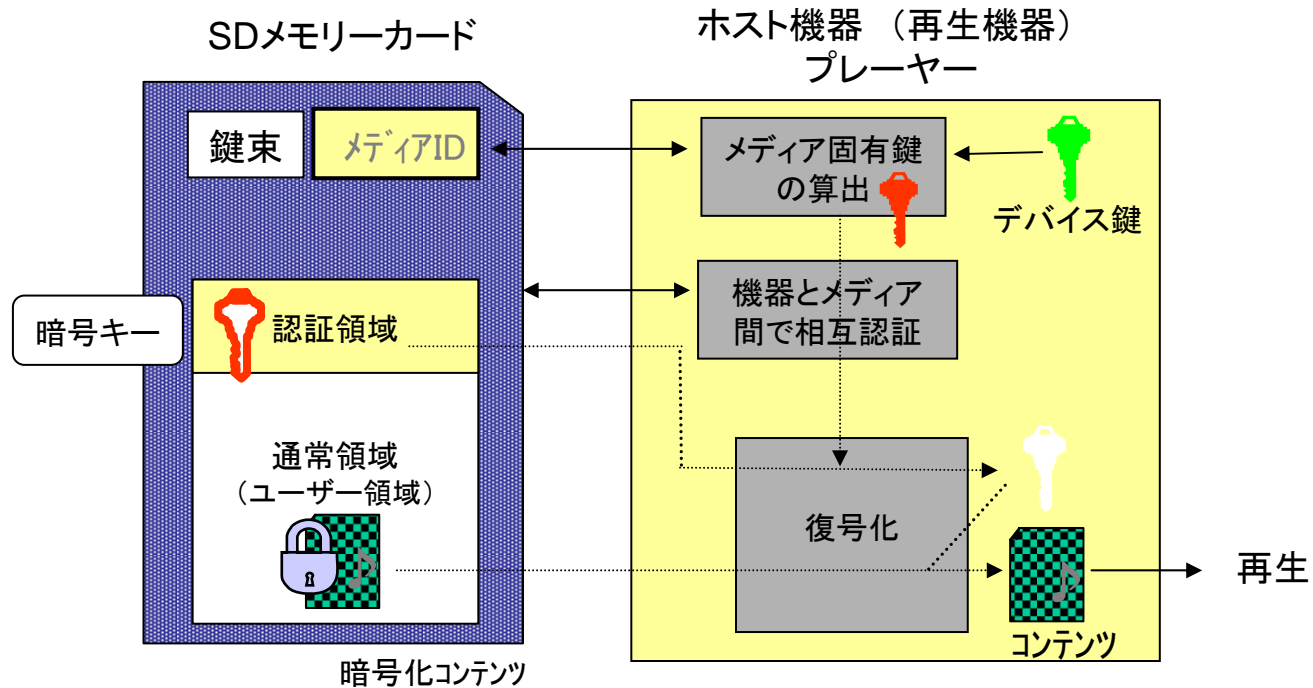 SDメモリーカード
ホスト機器 （再生機器）
プレーヤー
鍵束
メディアID
メディア固有鍵
の算出
デバイス鍵
機器とメディア
間で相互認証
暗号キー
認証領域
通常領域
（ユーザー領域）
復号化
再生
コンテンツ
暗号化コンテンツ